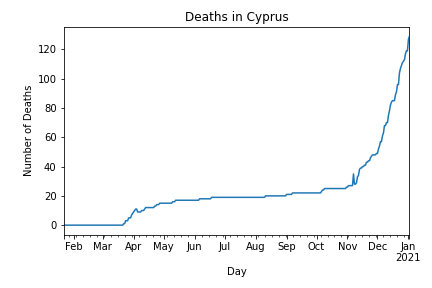 Deaths in Cyprus
Number of Deaths
120
100
80
60
40
20
0
Feb Mar Apr May Jun Jul Aug Sep Oct Nov Dec Jan
2021
Day